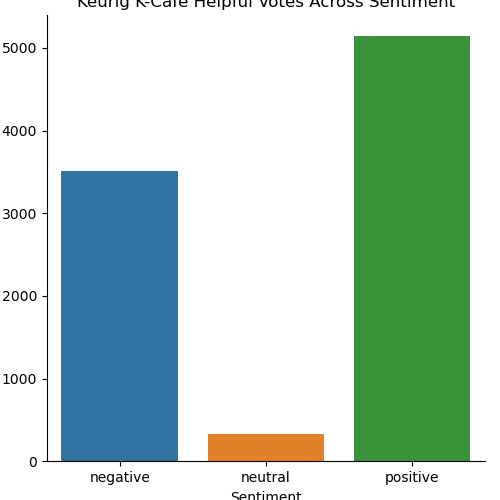 Keurig K-Cafe Helpful Votes Across Sentiment
5000
4000
3000
2000
1000
0
negative neutral positive
Sentiment